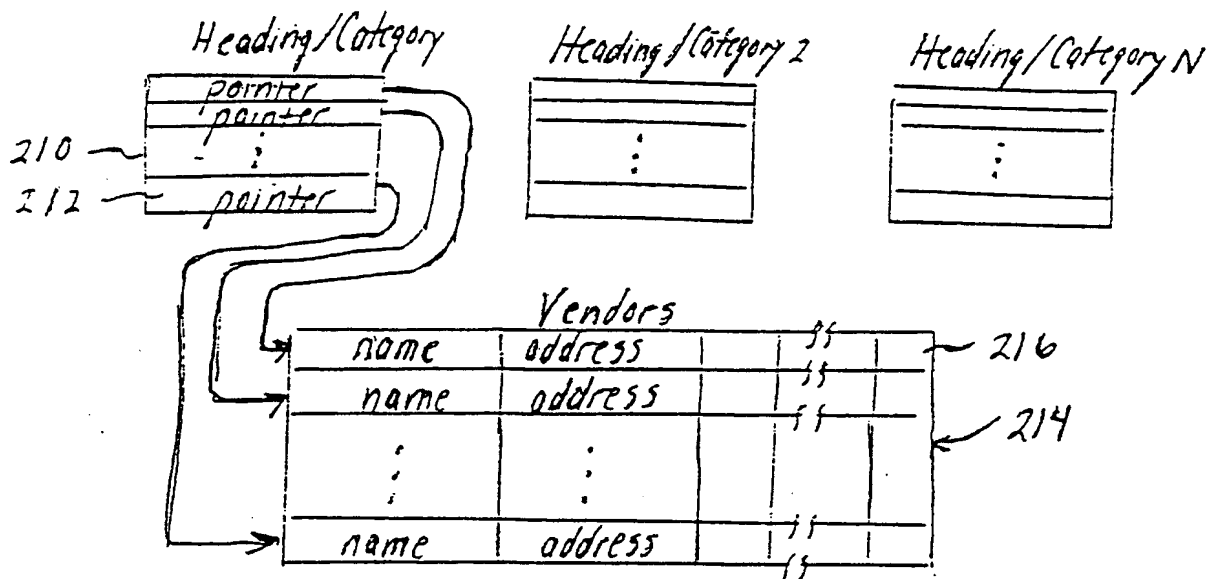 Heading/Category Heading/Category 2 Heading/Category N
pointer
pointer
210
212 pointer
Vendors
name address 216
name address
214
name address